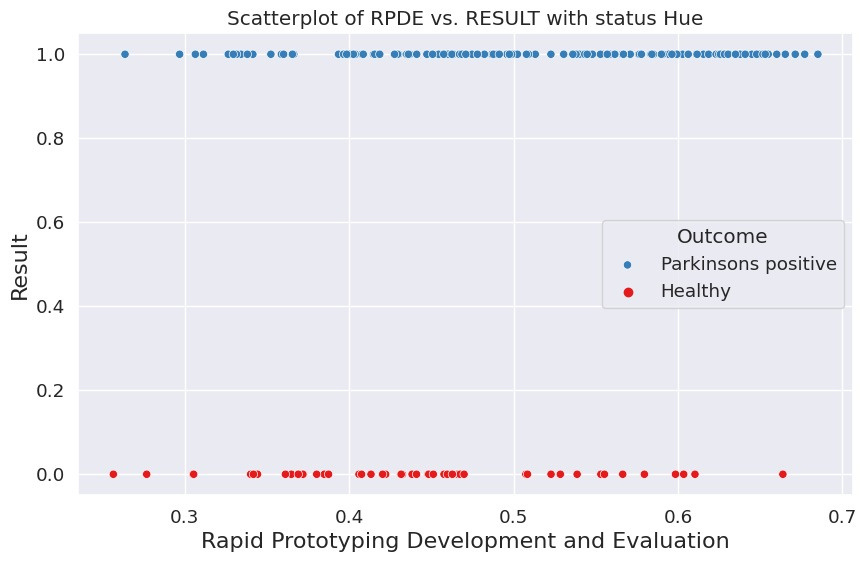 Scatterplot of RPDE vs. RESULT with status Hue
1.0
0.8
0.6
0.4
0.2
0.0
Result
Outcome
Parkinsons positive
Healthy
0.3 0.4 0.5 0.6 0.7
Rapid Prototyping Development and Evaluation